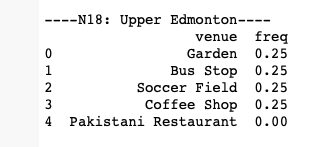 ----N18: Upper Edmonton----
venue freq
0 Garden 0.25
1 Bus Stop 0.25
2 Soccer Field 0.25
3 Coffee Shop 0.25
4 Pakistani Restaurant 0.00